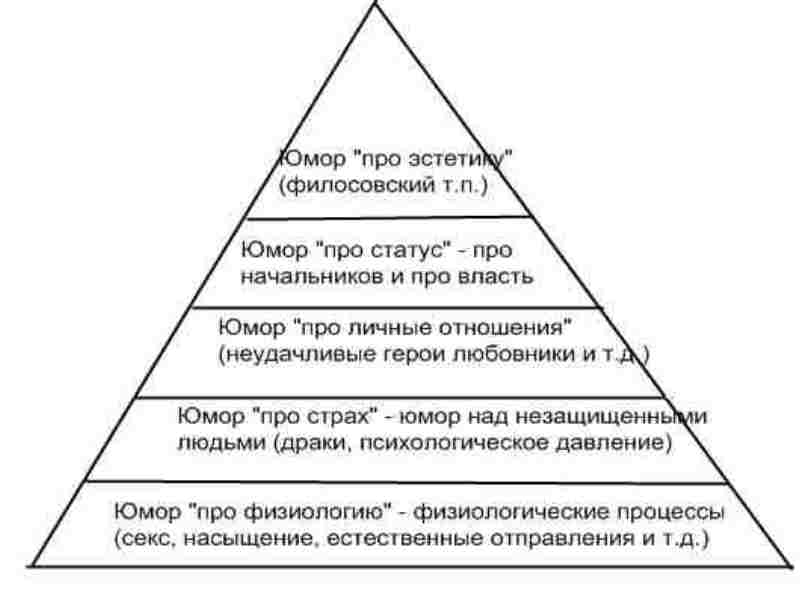 Юмор "про эстетику"
(филосовский т.п.)
Юмор "про статус" - про
начальников и про власть
Юмор "про личные отношения"
(неудачливые герои любовники и т.д.)
Юмор "про страх" - юмор над незащищенными
людьми (драки, психологическое давление)
Юмор "про физиологию" - физиологические процессы
(секс, насыщение, естественные отправления и т.д.)